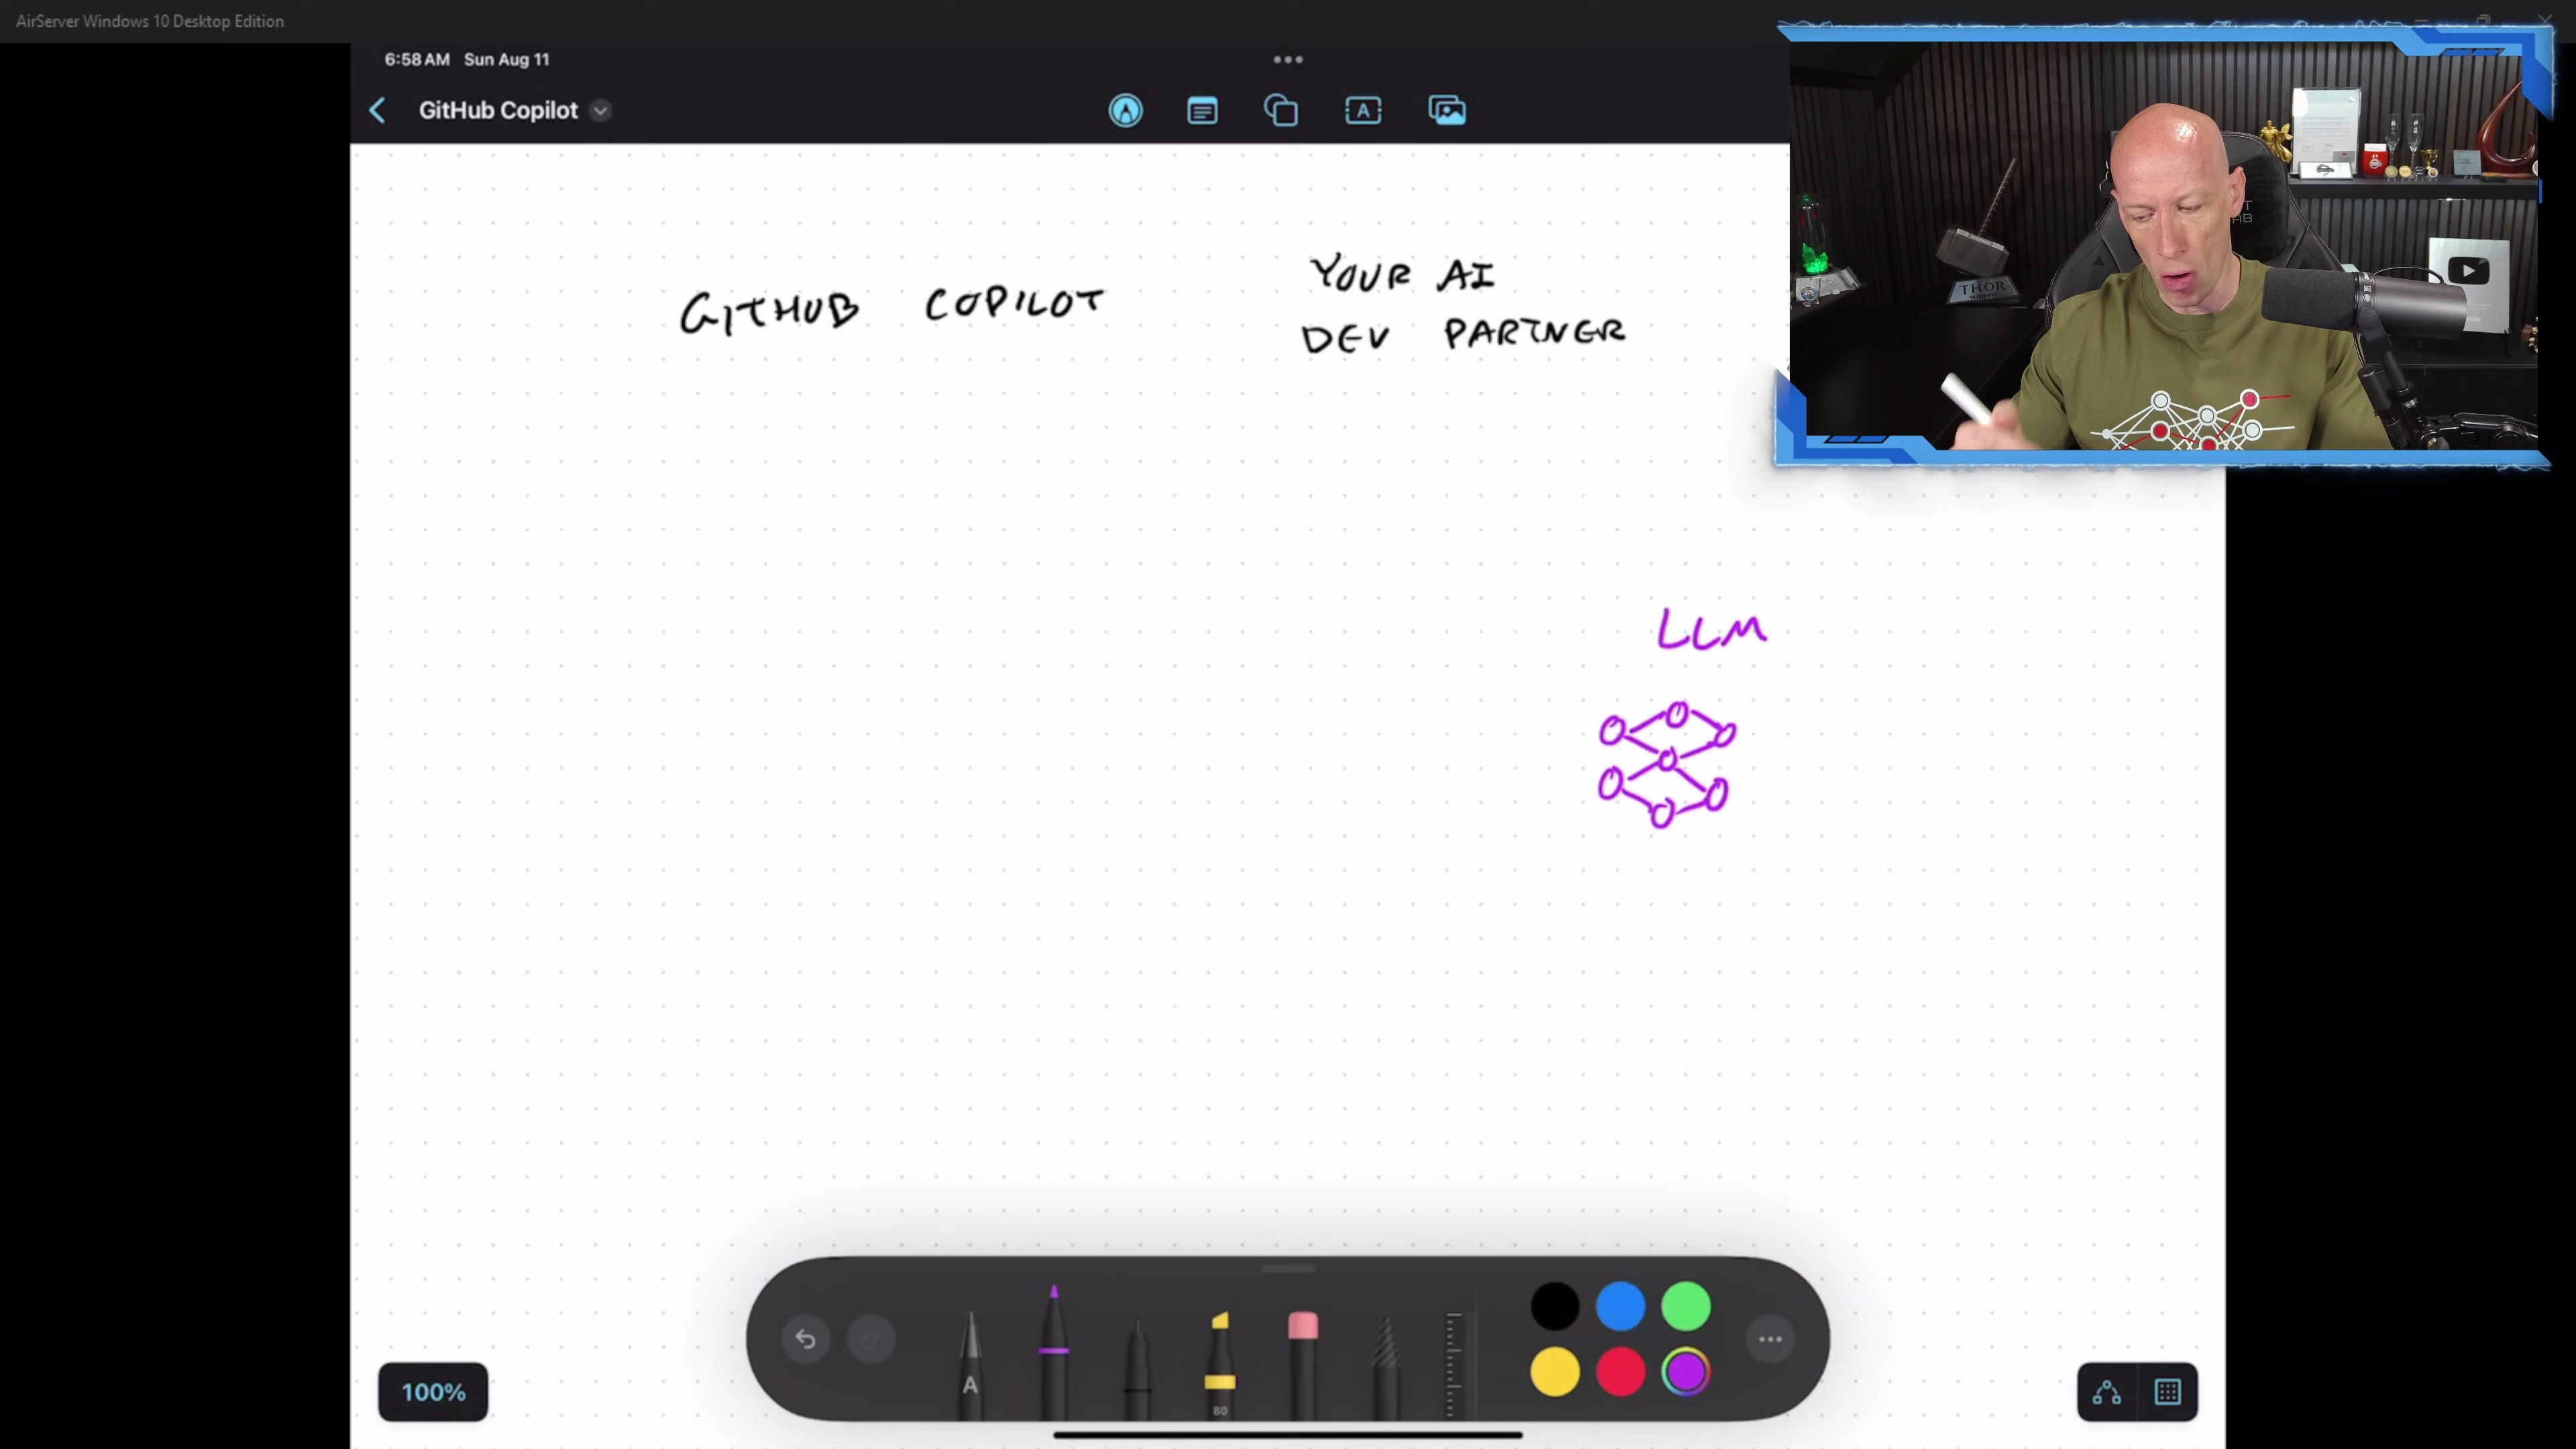 AirServer Windows 10 Desktop Edition
6:58 AM Sun Aug 11
GitHub Copilot
A
GITHUB COPILOT
YOUR AI
DEV PARTNER
THOR
LLM
A
80
100%